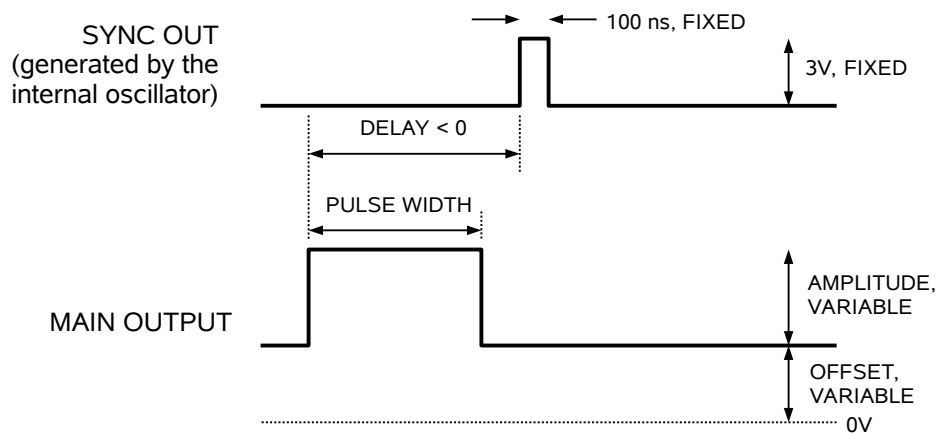 SYNC OUT
(generated by the
internal oscillator)
100 ns, FIXED
3V, FIXED
DELAY < 0
PULSE WIDTH
MAIN OUTPUT
AMPLITUDE,
VARIABLE
OFFSET,
VARIABLE
0V